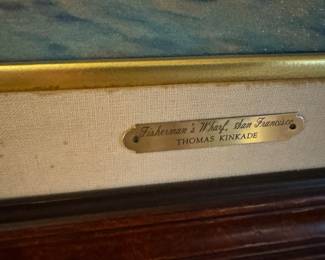 Fisherman's Wharf, San Francisco
THOMAS KINKADE